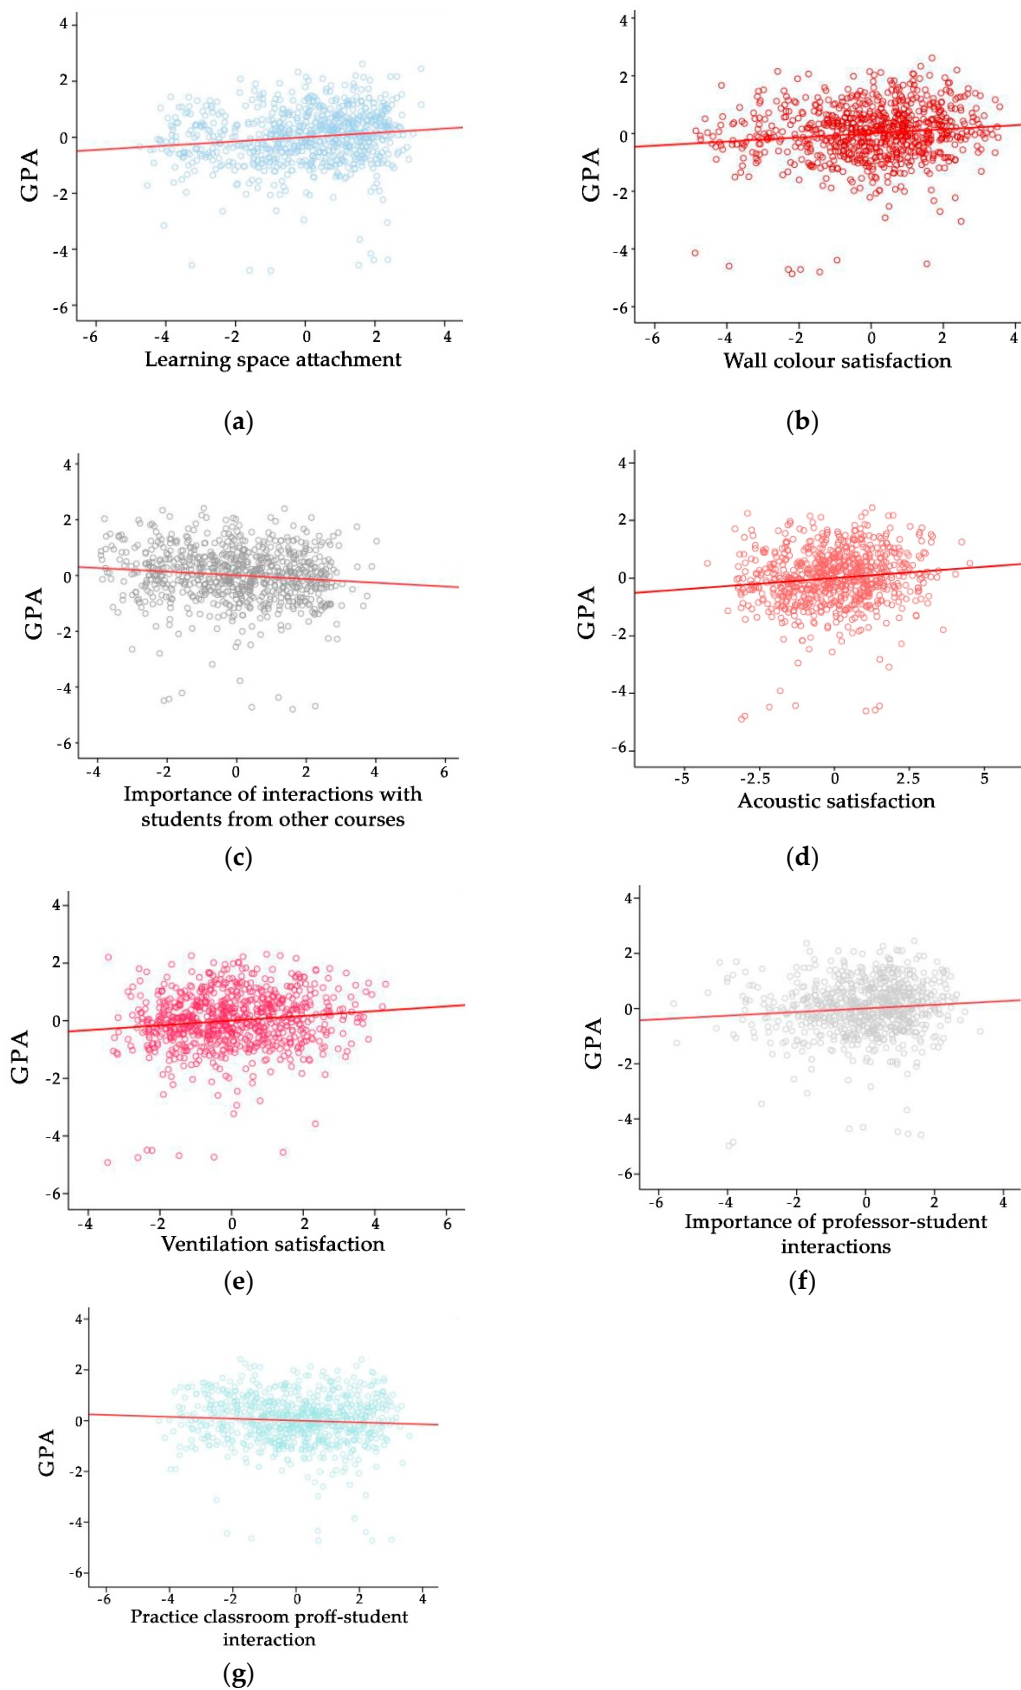 4
2
0
-2
-4
-6
GPA
-6 -4 -2 0 2 4
Learning space attachment
(a)
4
2
0
-2
-4
-6
GPA
-6 -4 -2 0 2 4
Wall colour satisfaction
(b)
4
2
0
-2
-4
-6
GPA
-4 -2 0 2 4 6
Importance of interactions with
students from other courses
(c)
4
2
0
-2
-4
-6
GPA
-5 -2.5 0 2.5 5
Acoustic satisfaction
(d)
4
2
0
-2
-4
-6
GPA
-4 -2 0 2 4 6
Ventilation satisfaction
(e)
4
2
0
-2
-4
-6
GPA
-6 -4 -2 0 2 4
Importance of professor-student
interactions
(f)
4
2
0
-2
-4
-6
GPA
-6 -4 -2 0 2 4
Practice classroom proff-student
interaction
(g)